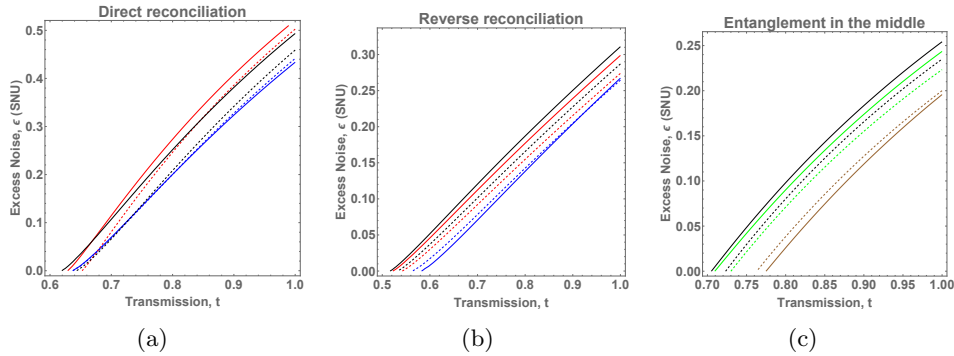 Direct reconciliation
Excess Noise, ϵ (SNU)
0.5
0.4
0.3
0.2
0.1
0.0
0.6 0.7 0.8 0.9 1.0
Transmission, t
(a)
Reverse reconciliation
Excess Noise, ϵ (SNU)
0.35
0.30
0.25
0.20
0.15
0.10
0.05
0.00
0.5 0.6 0.7 0.8 0.9 1.0
Transmission, t
(b)
Entanglement in the middle
Excess Noise, ϵ (SNU)
0.25
0.20
0.15
0.10
0.05
0.00
0.70 0.75 0.80 0.85 0.90 0.95 1.00
Transmission, t
(c)